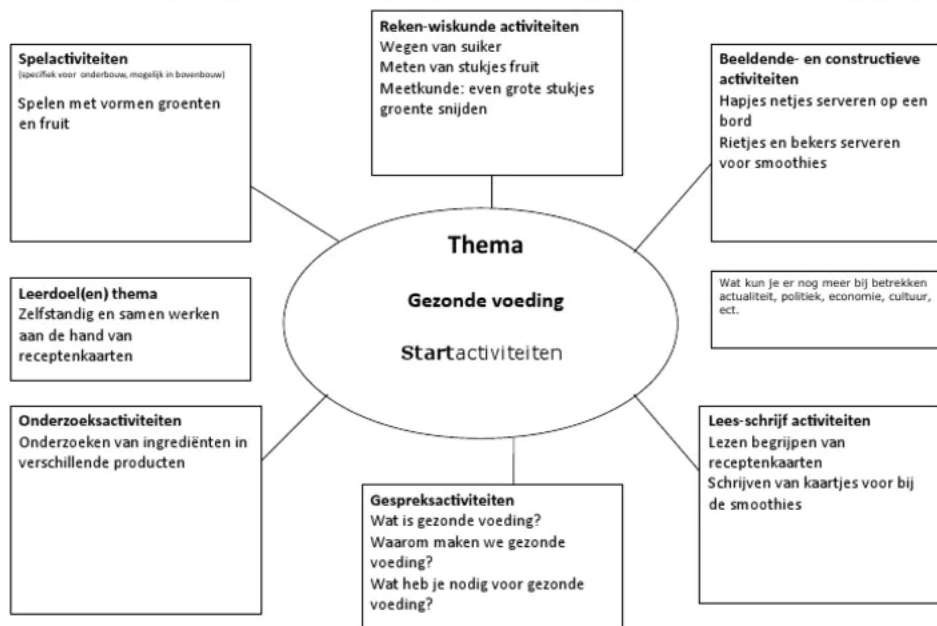 Reken-wiskunde activiteiten
Wegen van suiker
Meten van stukjes fruit
Meetkunde: even grote stukjes
groente snijden
Spelactiviteiten
(specifiek voor onderbouw, mogelijk in bovenbouw)
Spelen met vormen groenten
en fruit
Beeldende- en constructieve
activiteiten
Hapjes netjes serveren op een
bord
Rietjes en bekers serveren
voor smoothies
Thema
Gezonde voeding
Startactiviteiten
Leerdoel(en) thema
Zelfstandig en samen werken
aan de hand van
receptenkaarten
Wat kun je er nog meer bij betrekken
actualiteit, politiek, economie, cultuur,
ect.
Onderzoeksactiviteiten
Onderzoeken van ingrediënten in
verschillende producten
Lees-schrijf activiteiten
Lezen begrijpen van
receptenkaarten
Schrijven van kaartjes voor bij
de smoothies
Gespreksactiviteiten
Wat is gezonde voeding?
Waarom maken we gezonde
voeding?
Wat heb je nodig voor gezonde
voeding?